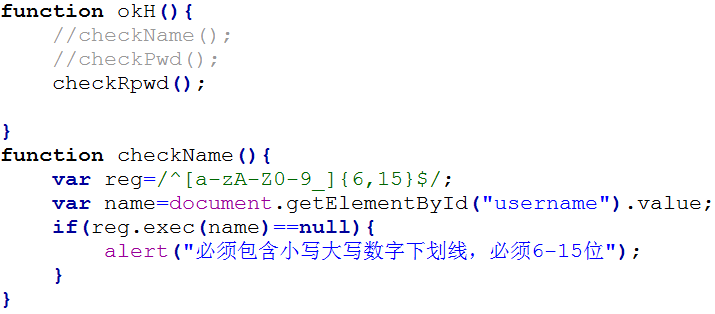 function okH(){
    //checkName();
    //checkPwd();
    checkRpwd();

}
function checkName(){
    var reg=/^[a-zA-Z0-9_]{6,15}$/;
    var name=document.getElementById("username").value;
    if(reg.exec(name)==null){
        alert("必须包含小写大写数字下划线，必须6-15位");
    }
}